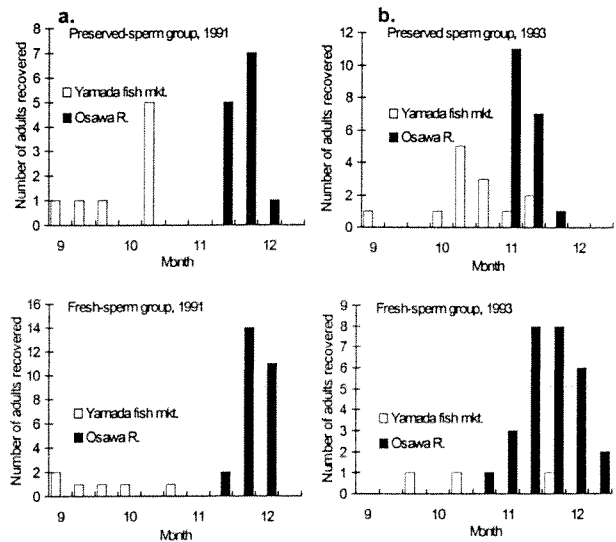 a.
Preserved-sperm group, 1991
Number of adults recovered
8
7
6
5
4
3
2
1
0
Yamada fish mkt.
Osawa R.
9 10 11 12
Month
b.
Preserved sperm group, 1993
Number of adults recovered
12
10
8
6
4
2
0
Yamada fish mkt.
Osawa R.
9 10 11 12
Month
Fresh-sperm group, 1991
Number of adults recovered
16
14
12
10
8
6
4
2
0
Yamada fish mkt.
Osawa R.
9 10 11 12
Month
Fresh-sperm group, 1993
Number of adults recovered
9
8
7
6
5
4
3
2
1
0
Yamada fish mkt.
Osawa R.
9 10 11 12
Month